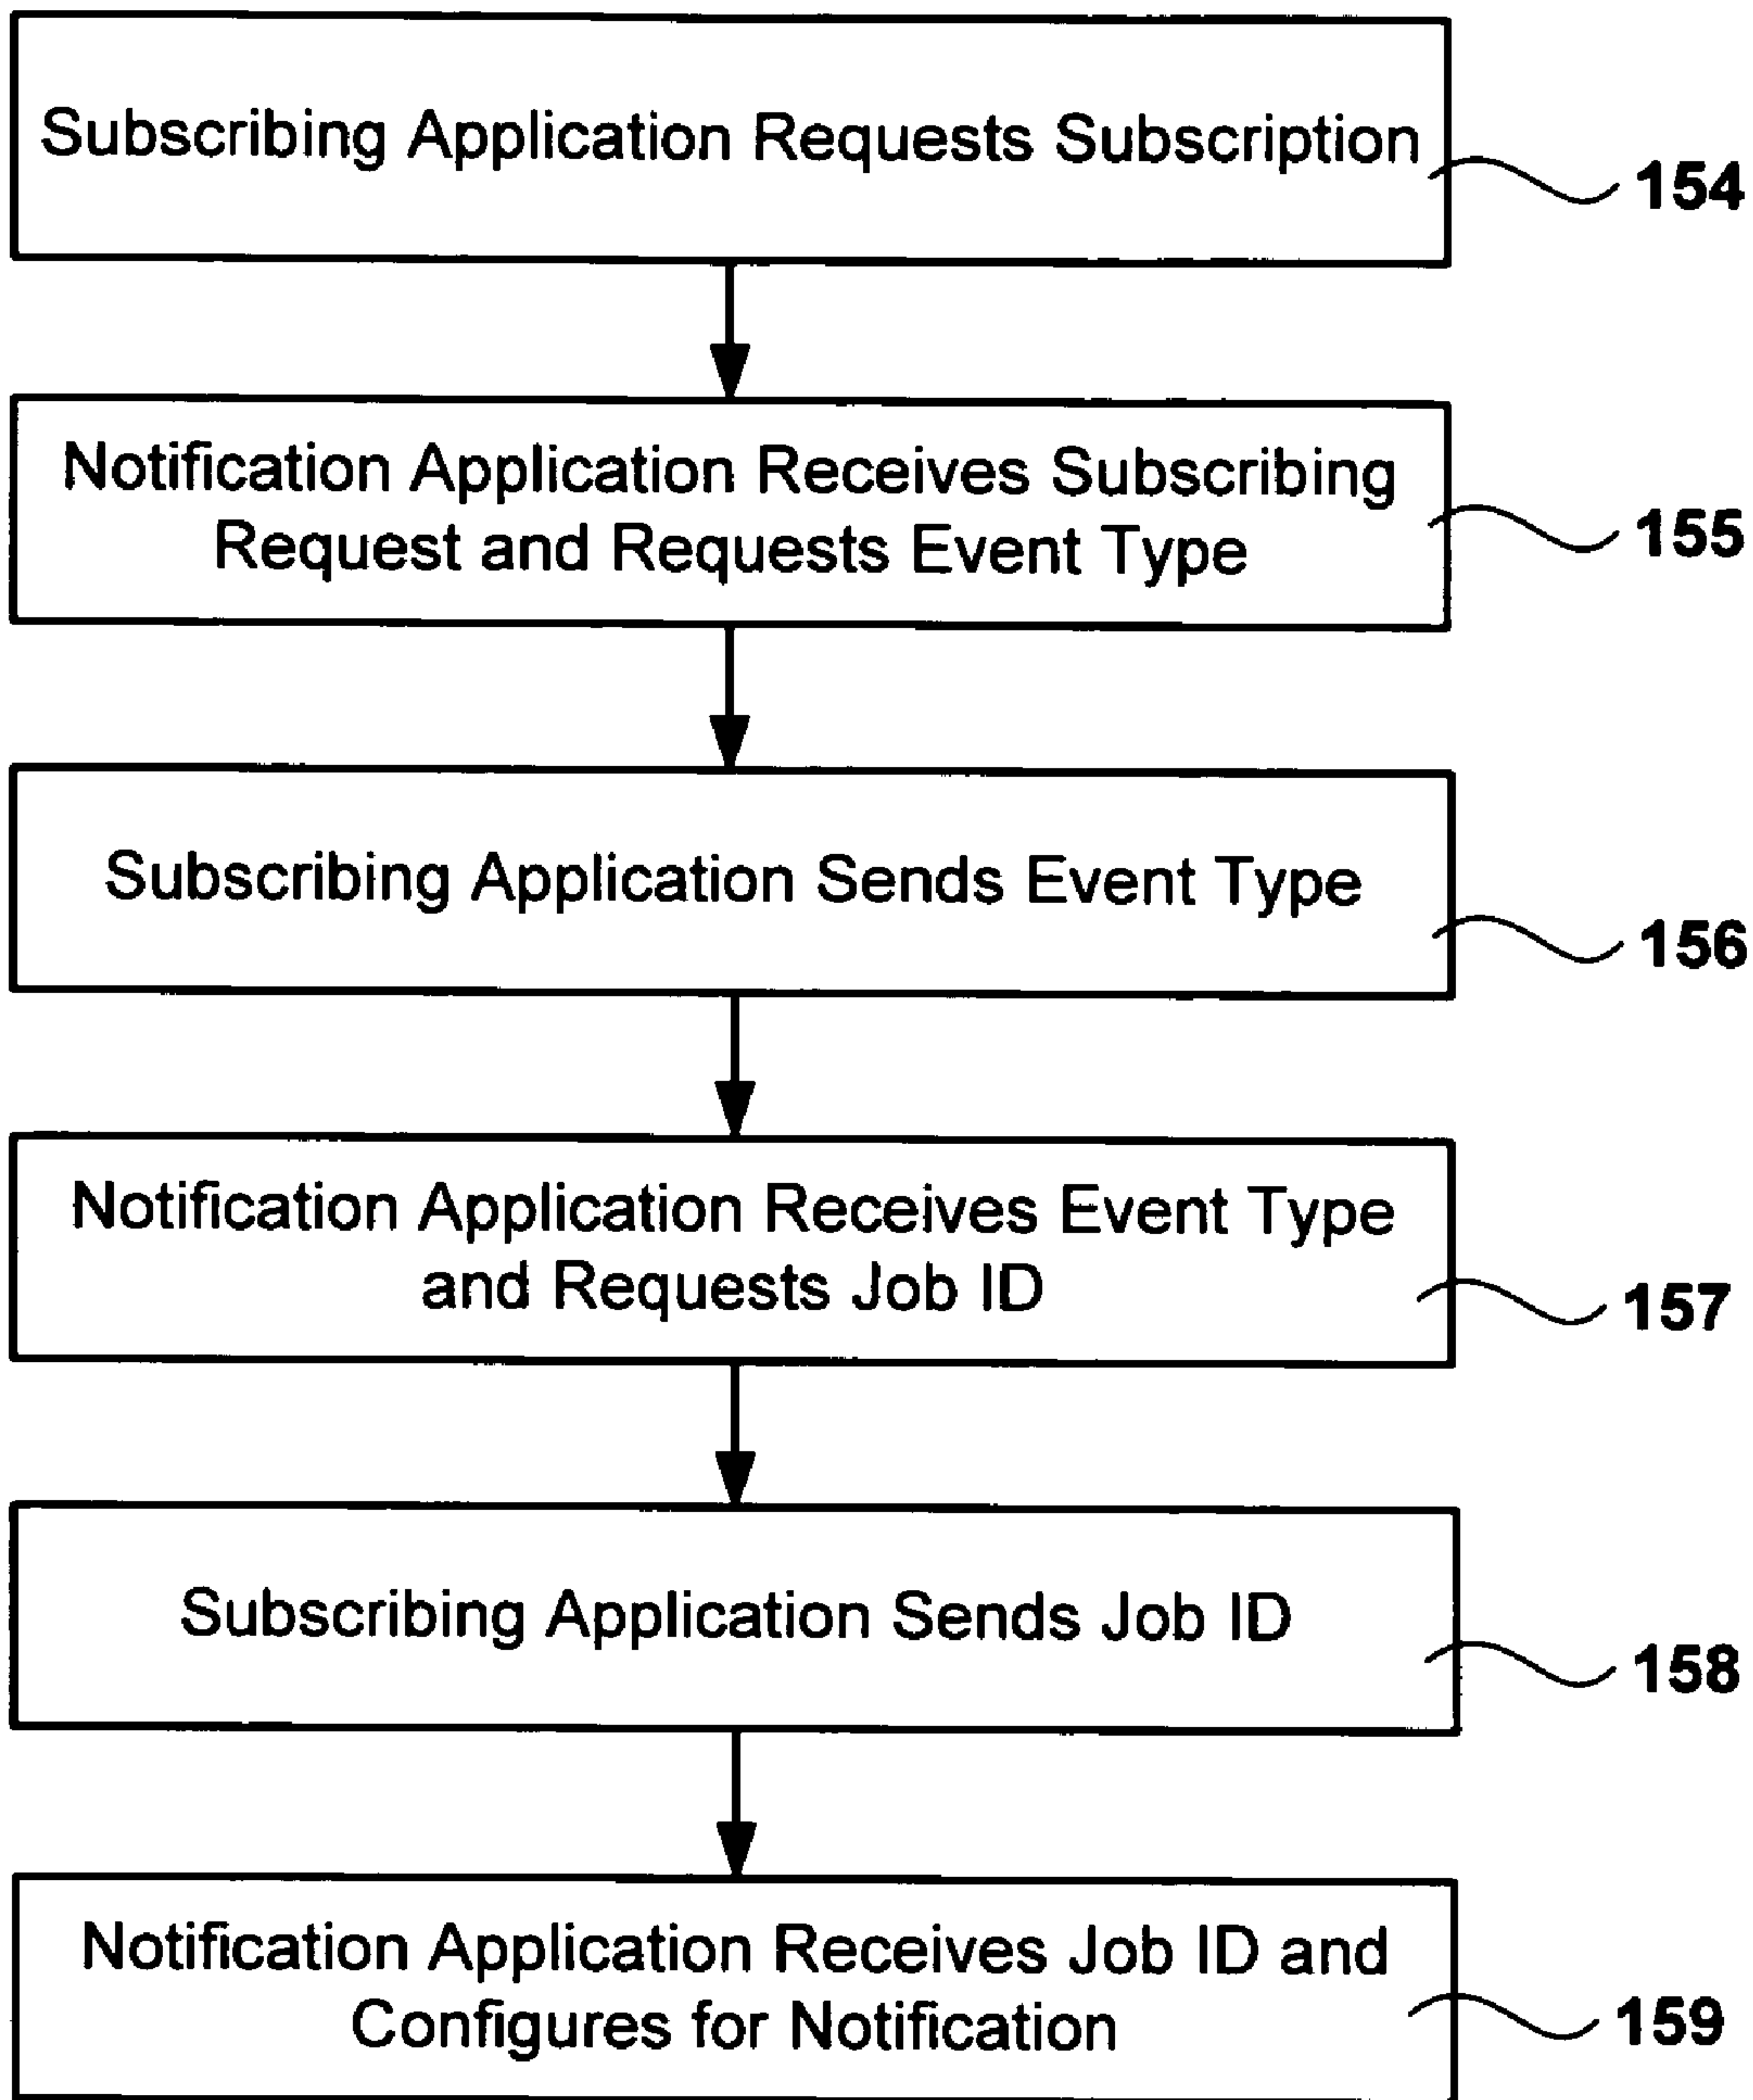 Subscribing Application Requests Subscription
154
Notification Application Receives Subscribing
Request and Requests Event Type
155
Subscribing Application Sends Event Type
156
Notification Application Receives Event Type
and Requests Job ID
157
Subscribing Application Sends Job ID
158
Notification Application Receives Job ID and
Configures for Notification
159